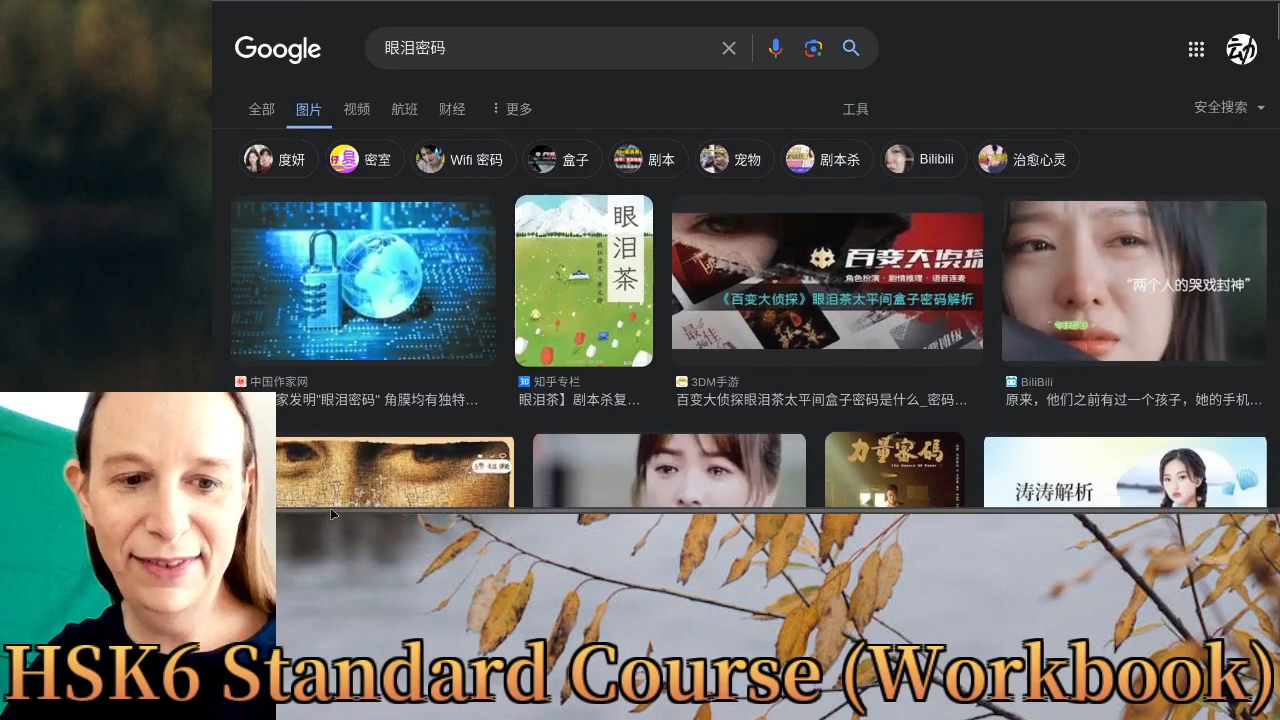 Google
眼泪密码
全部 图片 视频 航班 财经 更多 工具 安全搜索
度妍 密室 Wifi 密码 盒子 剧本 宠物 剧本杀 Bilibili 治愈心灵
眼泪茶
百变大侦探
角色扮演·剧情推理·语音连麦
《百变大侦探》眼泪茶太平间盒子密码解析
“两个人的哭戏封神”
中国作家网
家发明"眼泪密码" 角膜均有独特...
知乎专栏
眼泪茶】剧本杀复...
3DM手游
百变大侦探眼泪茶太平间盒子密码是什么_密码...
BiliBili
原来，他们之前有过一个孩子，她的手机...
力量密碼
涛涛解析
HSK6 Standard Course (Workbook)